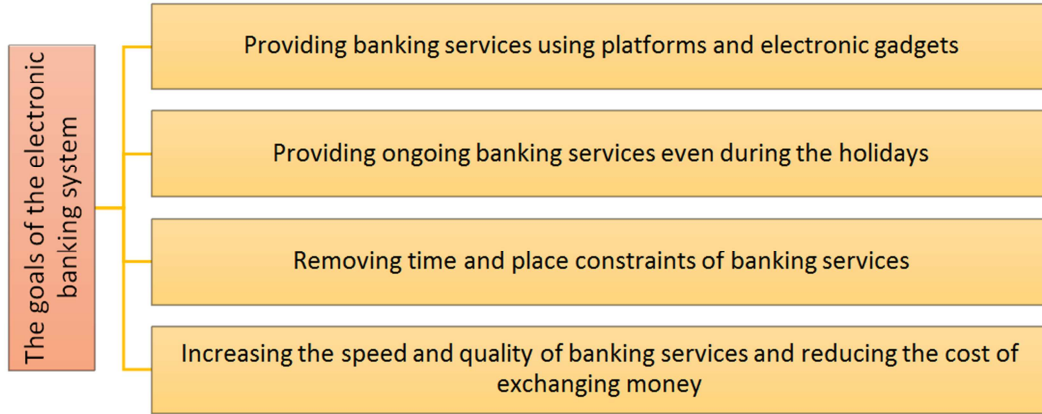 The goals of the electronic
banking system
Providing banking services using platforms and electronic gadgets
Providing ongoing banking services even during the holidays
Removing time and place constraints of banking services
Increasing the speed and quality of banking services and reducing the cost of
exchanging money